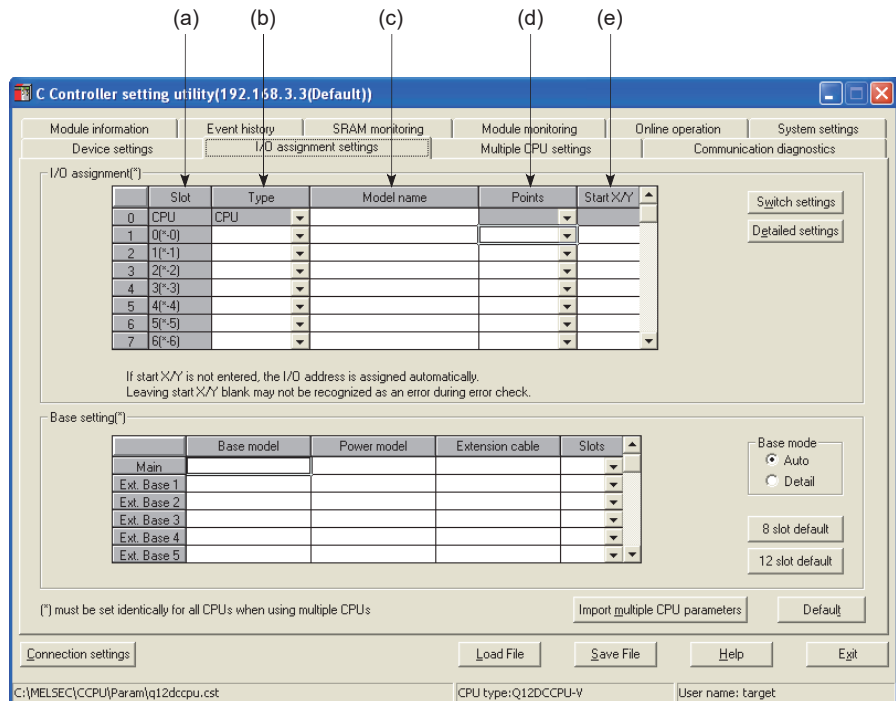 (a) (b) (c) (d) (e)
C Controller setting utility(192.168.3.3(Default))
Module information Event history SRAM monitoring Module monitoring Online operation System settings
Device settings I/O assignment settings Multiple CPU settings Communication diagnostics
I/O assignment(*)
Slot Type Model name Points Start X/Y
0 CPU CPU
1 0(*-0)
2 1(*-1)
3 2(*-2)
4 3(*-3)
5 4(*-4)
6 5(*-5)
7 6(*-6)
Switch settings
Detailed settings
If start X/Y is not entered, the I/O address is assigned automatically.
Leaving start X/Y blank may not be recognized as an error during error check.
Base setting(*)
Base model Power model Extension cable Slots
Main
Ext. Base 1
Ext. Base 2
Ext. Base 3
Ext. Base 4
Ext. Base 5
Base mode
Auto
Detail
8 slot default
12 slot default
(*) must be set identically for all CPUs when using multiple CPUs
Import multiple CPU parameters Default
Connection settings Load File Save File Help Exit
C:\MELSEC\CCPU\Param\q12dccpu.cst CPU type:Q12DCCPU-V User name: target